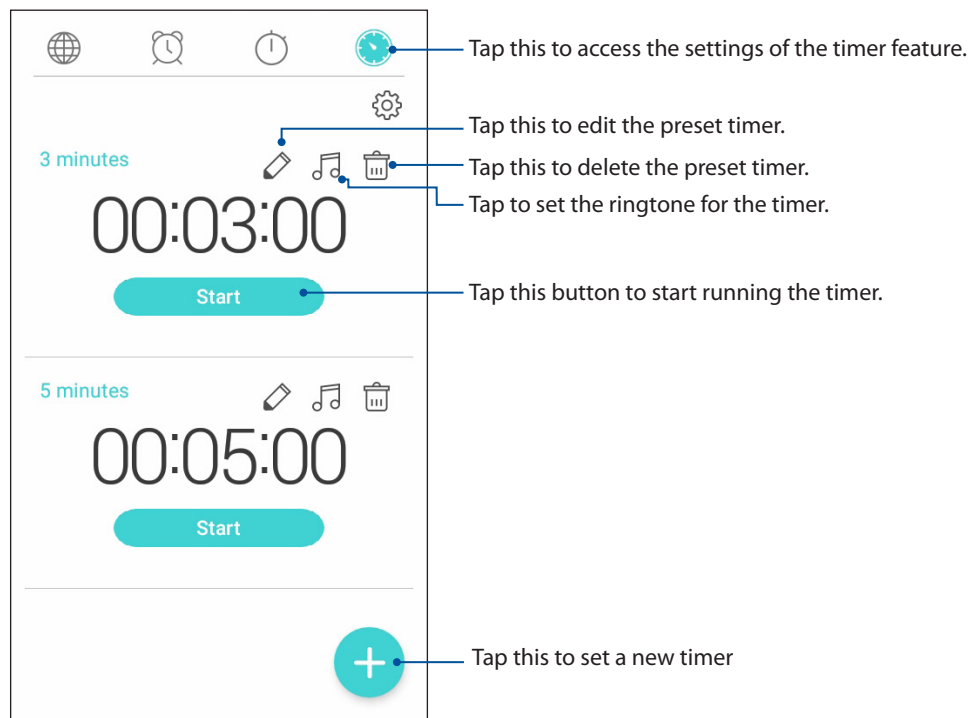 Tap this to access the settings of the timer feature.
Tap this to edit the preset timer.
3 minutes
Tap this to delete the preset timer.
Tap to set the ringtone for the timer.
00:03:00
Start
Tap this button to start running the timer.
5 minutes
00:05:00
Start
Tap this to set a new timer